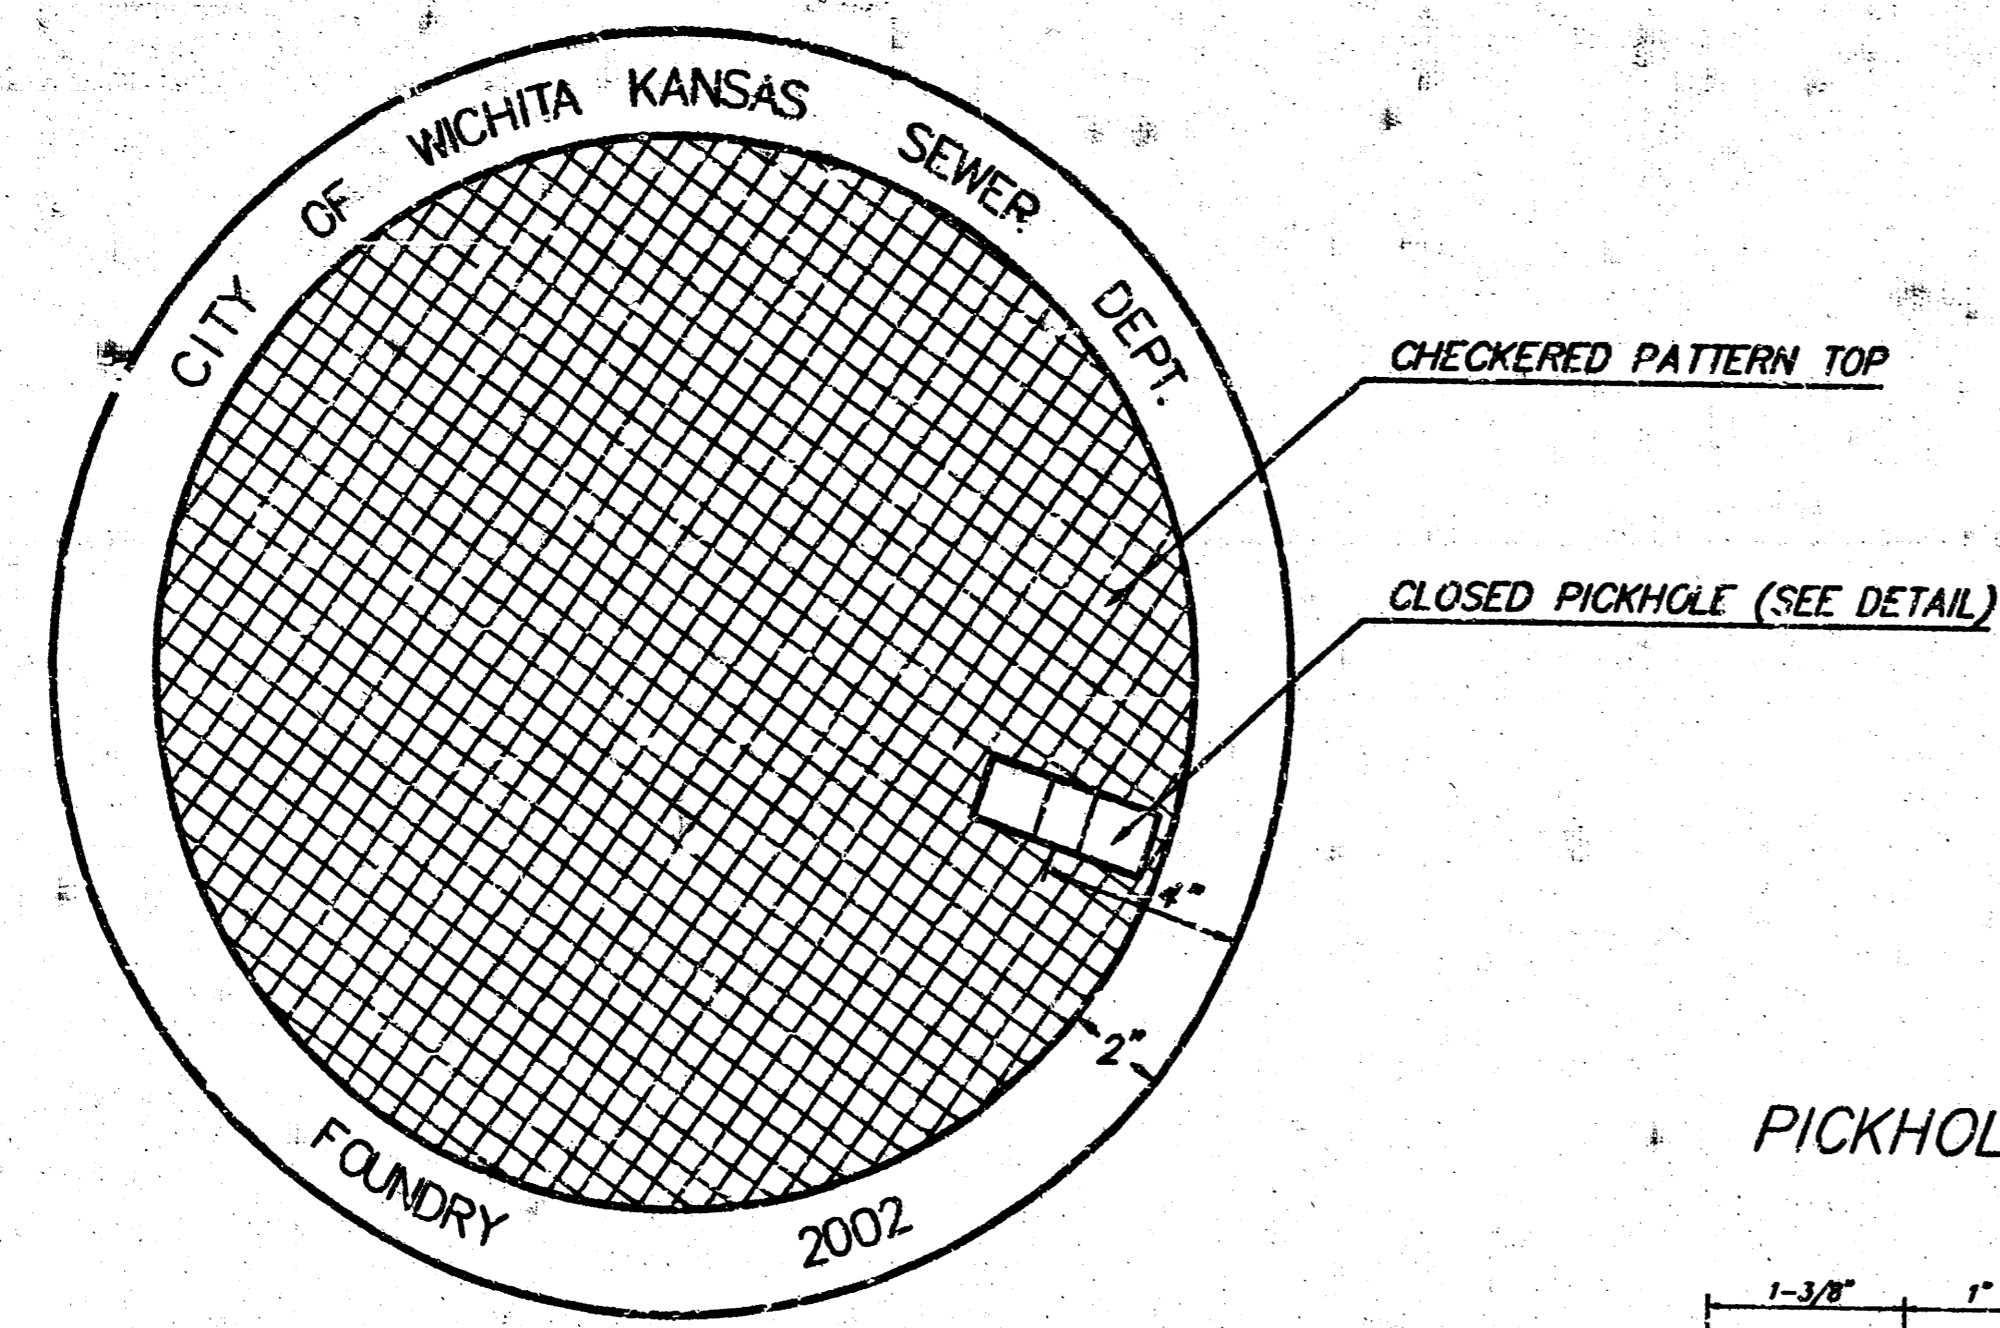 CITY OF WICHITA KANSAS SEWER DEPT.
CHECKERED PATTERN TOP
CLOSED PICKHOLE (SEE DETAIL)
4"
2"
FOUNDRY 2002
PICKHOL
1-3/8" 1"